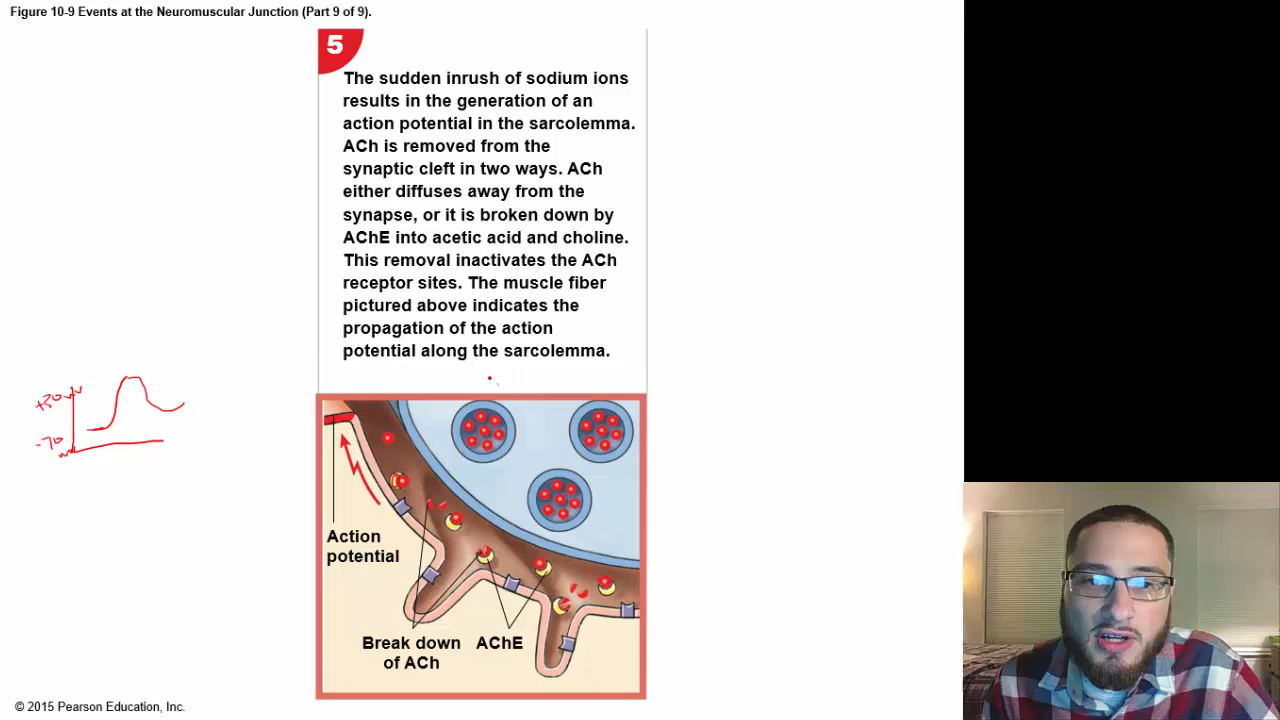 Figure 10-9 Events at the Neuromuscular Junction (Part 9 of 9).
5
The sudden inrush of sodium ions
results in the generation of an
action potential in the sarcolemma.
ACh is removed from the
synaptic cleft in two ways. ACh
either diffuses away from the
synapse, or it is broken down by
AChE into acetic acid and choline.
This removal inactivates the ACh
receptor sites. The muscle fiber
pictured above indicates the
propagation of the action
potential along the sarcolemma.
+30
-70
Action
potential
Break down
of ACh
AChE
© 2015 Pearson Education, Inc.